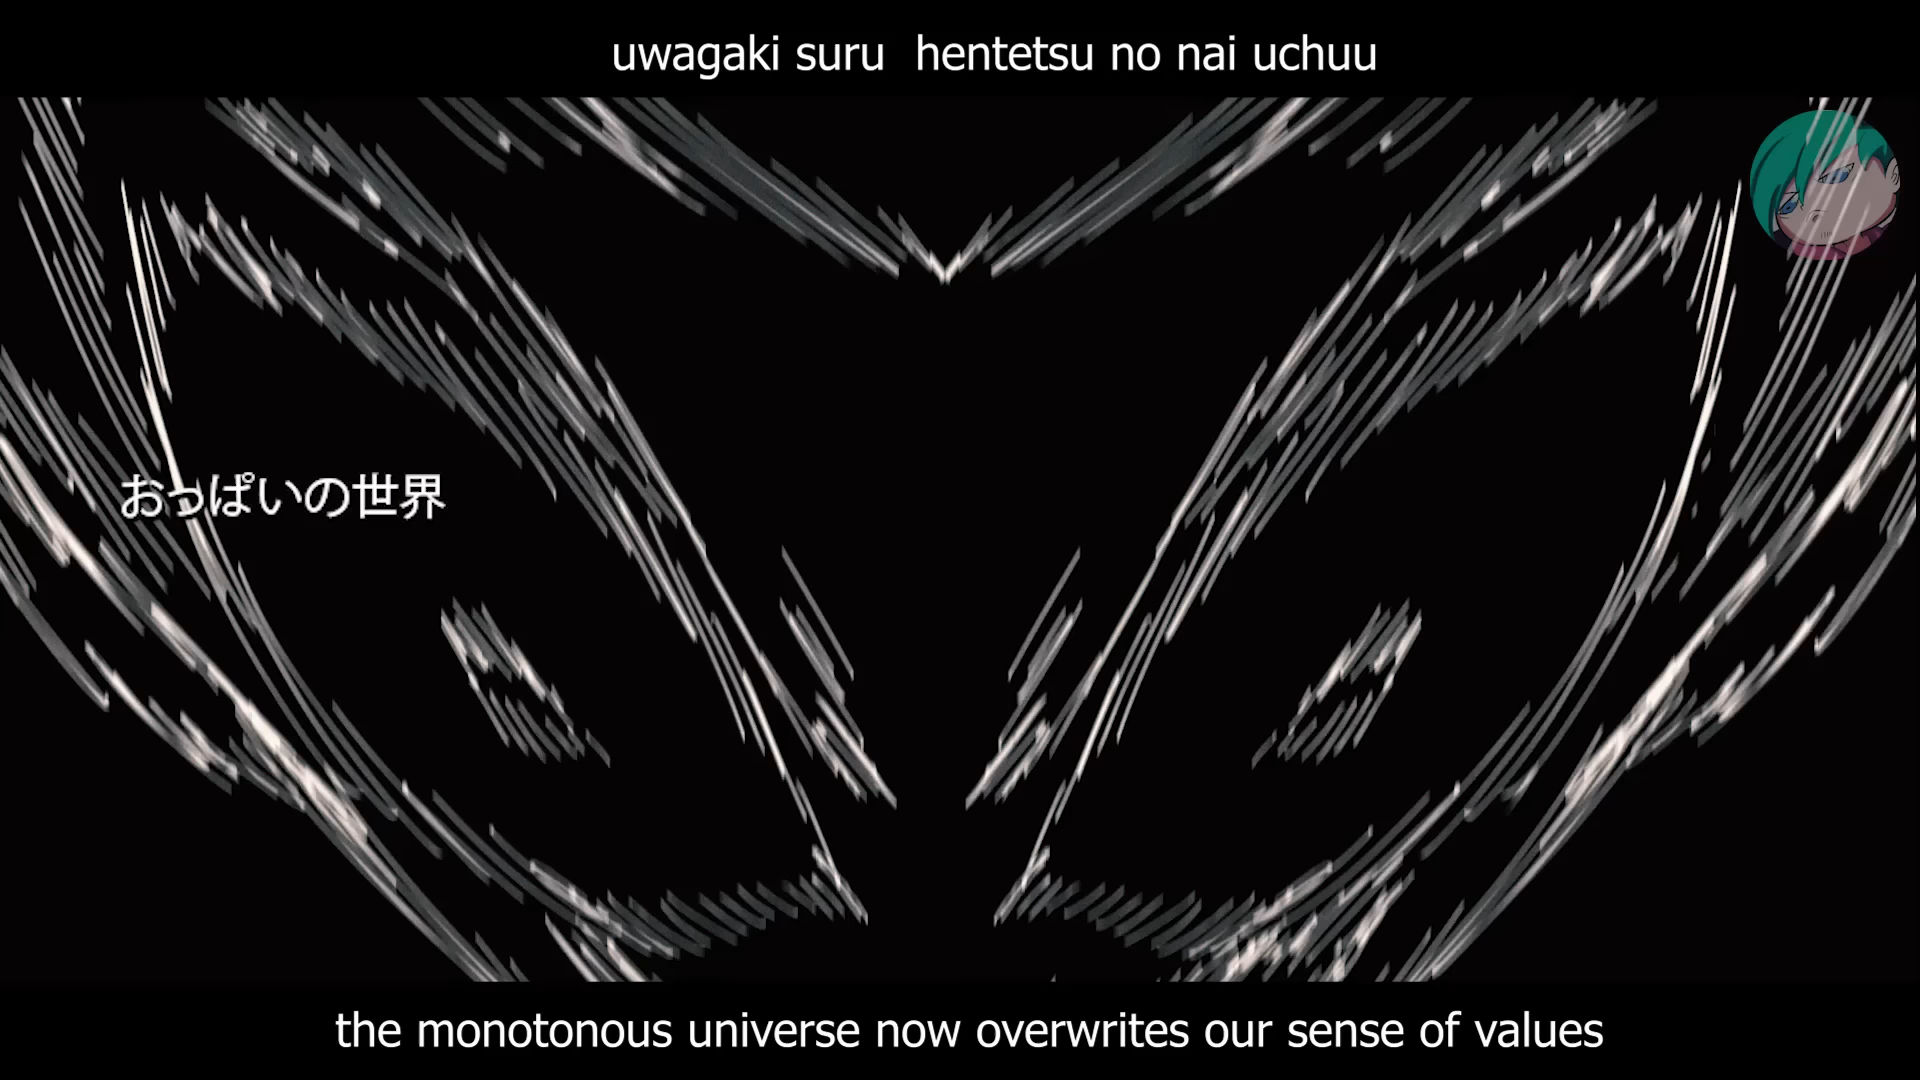 uwagaki suru  hentetsu no nai uchuu
おっぱいの世界
the monotonous universe now overwrites our sense of values